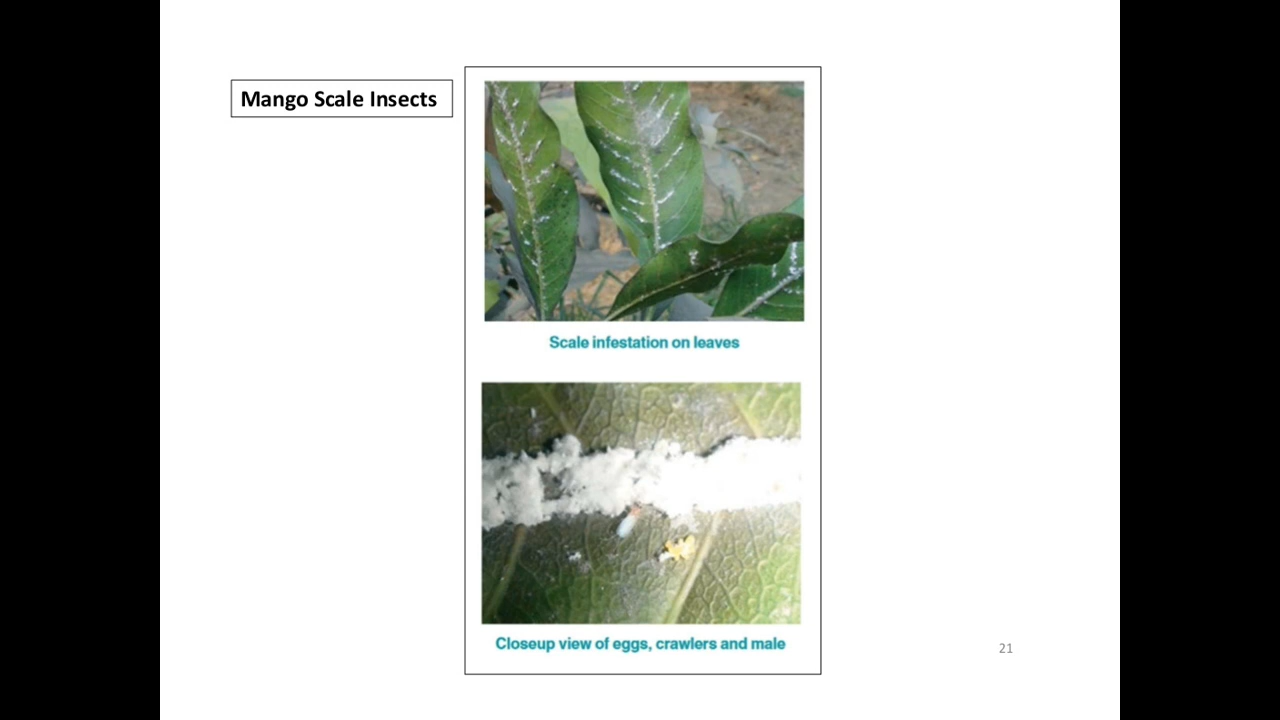 Mango Scale Insects
Scale infestation on leaves
Closeup view of eggs, crawlers and male
21